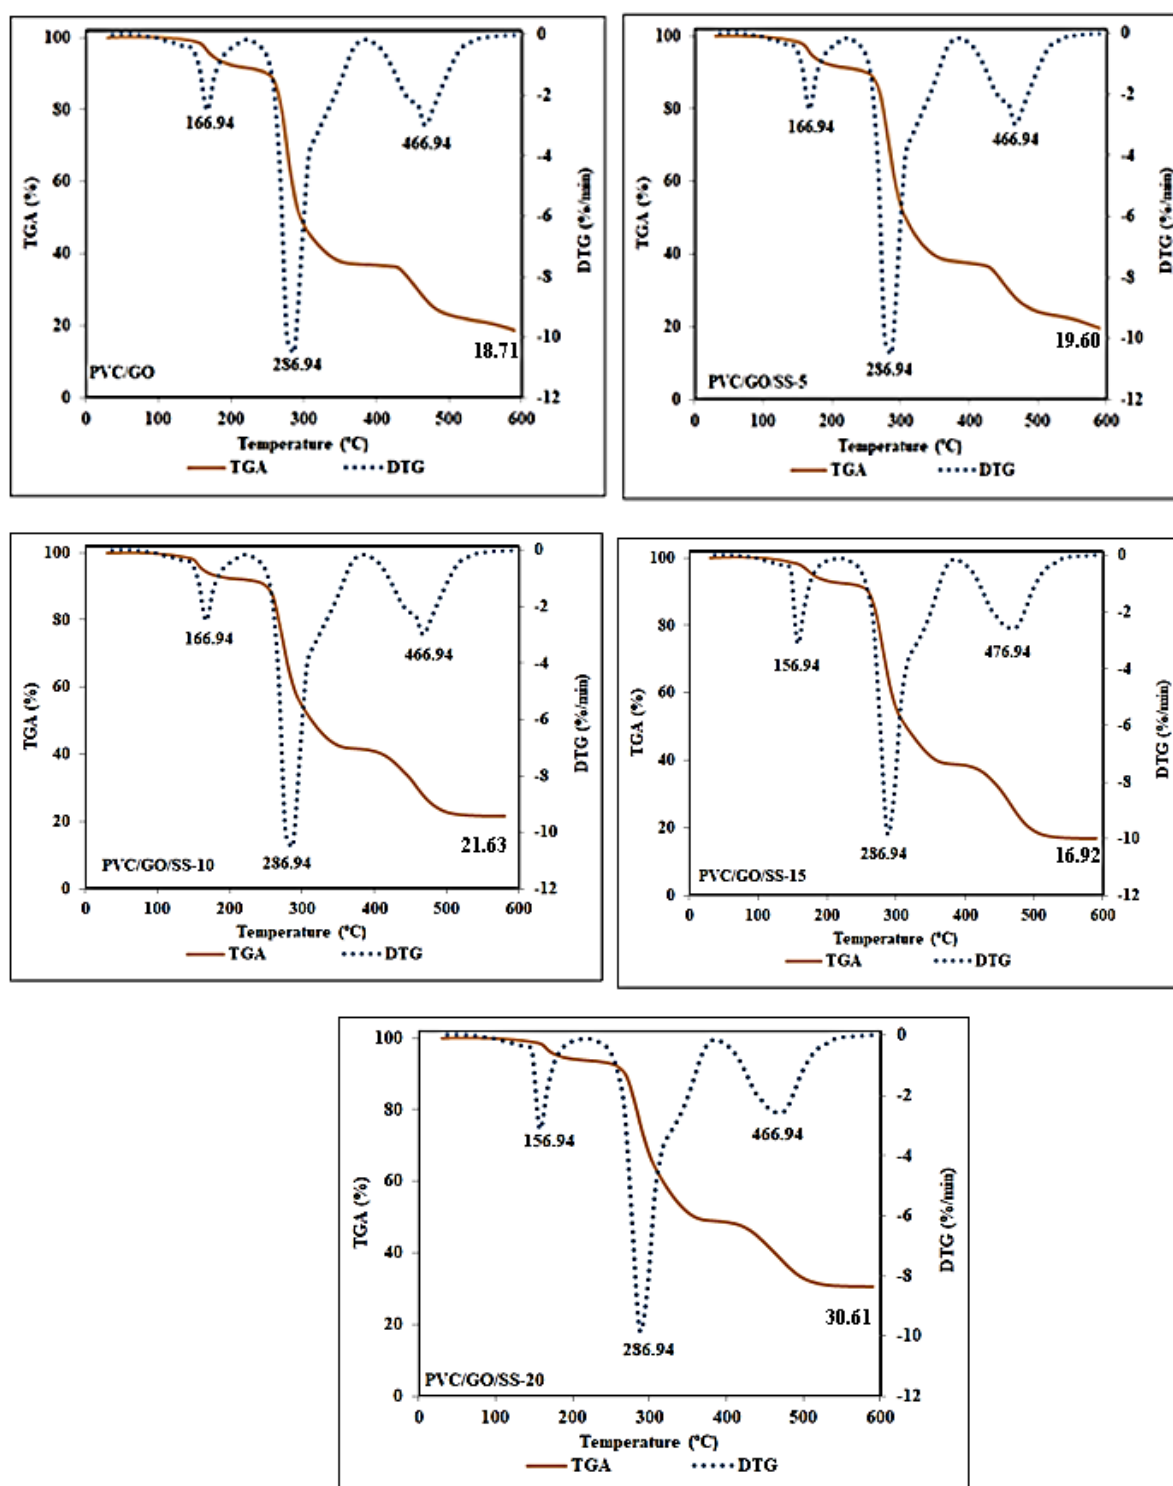 100
80
60
40
20
0
TGA (%)
0
-2
-4
-6
-8
-10
-12
DTG (%/min)
166.94
466.94
286.94
18.71
PVC/GO
0 100 200 300 400 500 600
Temperature (ºC)
TGA DTG
100
80
60
40
20
0
TGA (%)
0
-2
-4
-6
-8
-10
-12
DTG (%/min)
166.94
466.94
286.94
19.60
PVC/GO/SS-5
0 100 200 300 400 500 600
Temperature (ºC)
TGA DTG
100
80
60
40
20
0
TGA (%)
0
-2
-4
-6
-8
-10
-12
DTG (%/min)
166.94
466.94
286.94
21.63
PVC/GO/SS-10
0 100 200 300 400 500 600
Temperature (ºC)
TGA DTG
100
80
60
40
20
0
TGA (%)
0
-2
-4
-6
-8
-10
-12
DTG (%/min)
156.94
476.94
286.94
16.92
PVC/GO/SS-15
0 100 200 300 400 500 600
Temperature (ºC)
TGA DTG
100
80
60
40
20
0
TGA (%)
0
-2
-4
-6
-8
-10
-12
DTG (%/min)
156.94
466.94
286.94
30.61
PVC/GO/SS-20
0 100 200 300 400 500 600
Temperature (ºC)
TGA DTG